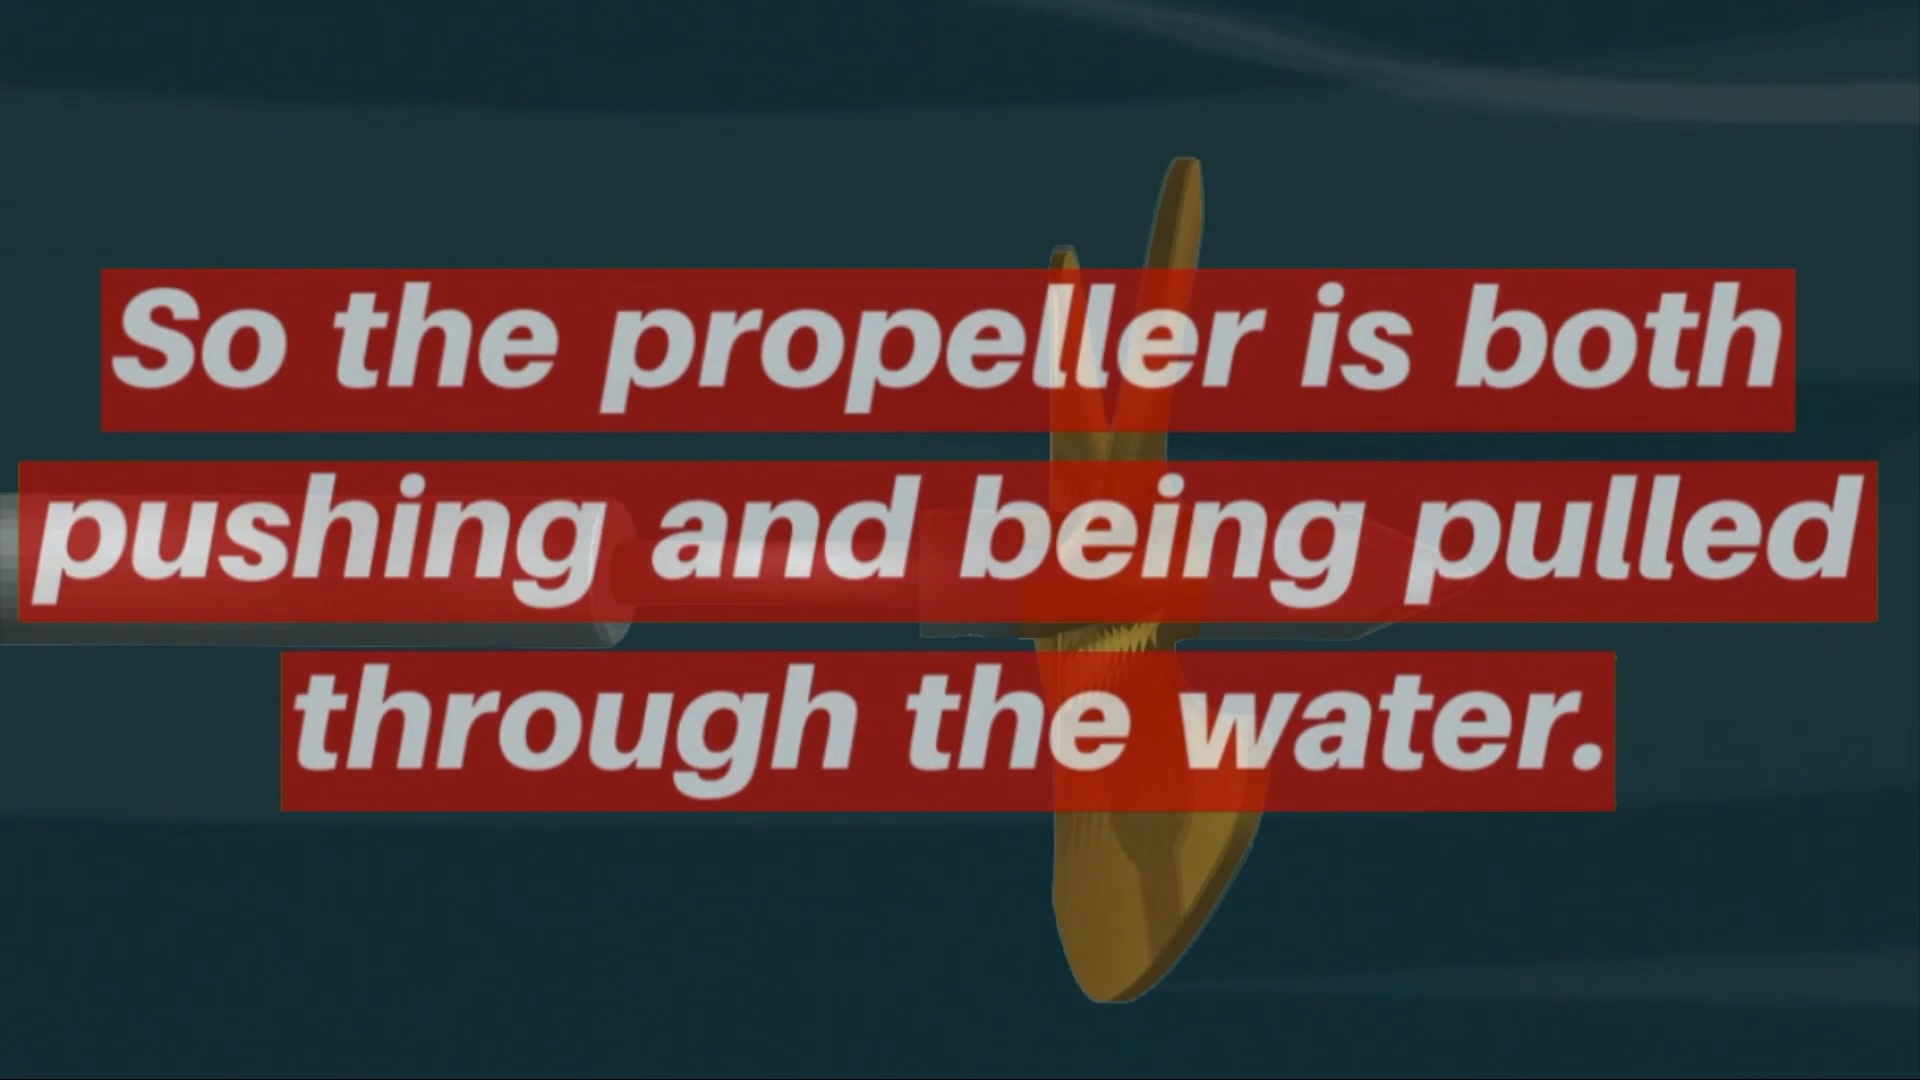 So the propeller is both
pushing and being pulled
through the water.